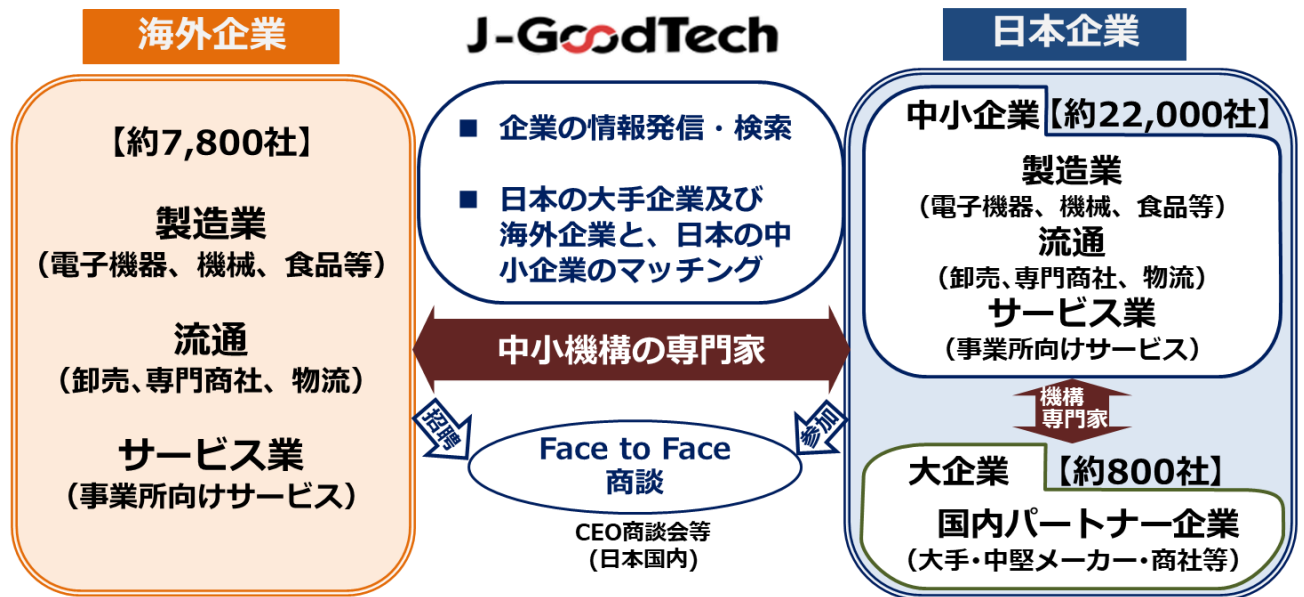 海外企業
【約7,800社】
製造業
（電子機器、機械、食品等）
流通
（卸売､専門商社、物流）
サービス業
（事業所向けサービス）
J-GoodTech
■ 企業の情報発信・検索
■ 日本の大手企業及び
海外企業と、日本の中
小企業のマッチング
中小機構の専門家
招聘
参加
Face to Face
商談
CEO商談会等
(日本国内)
日本企業
中小企業【約22,000社】
製造業
（電子機器、機械、食品等）
流通
（卸売､専門商社、物流）
サービス業
（事業所向けサービス）
機構
専門家
大企業 【約800社】
国内パートナー企業
（大手･中堅メーカー･商社等）